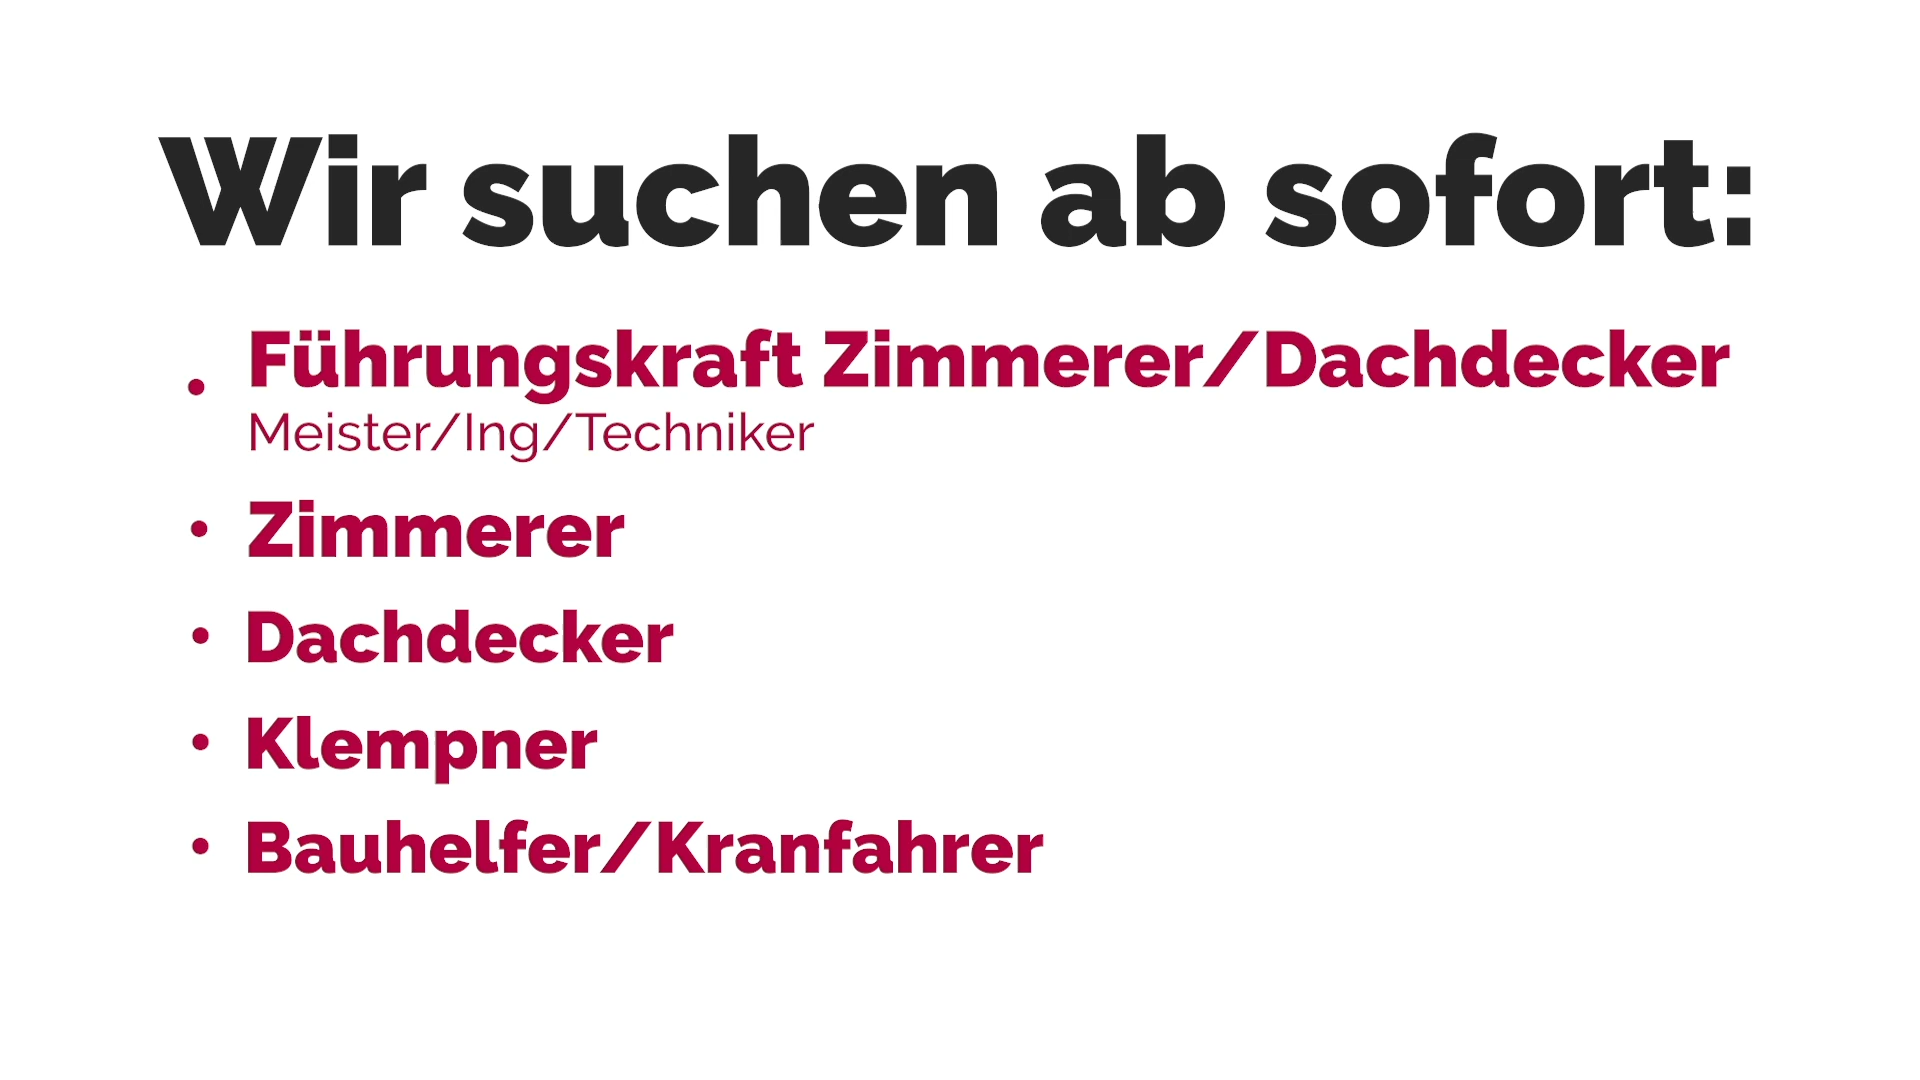 Wir suchen ab sofort:
• Führungskraft Zimmerer/Dachdecker
Meister/Ing/Techniker
• Zimmerer
• Dachdecker
• Klempner
• Bauhelfer/Kranfahrer